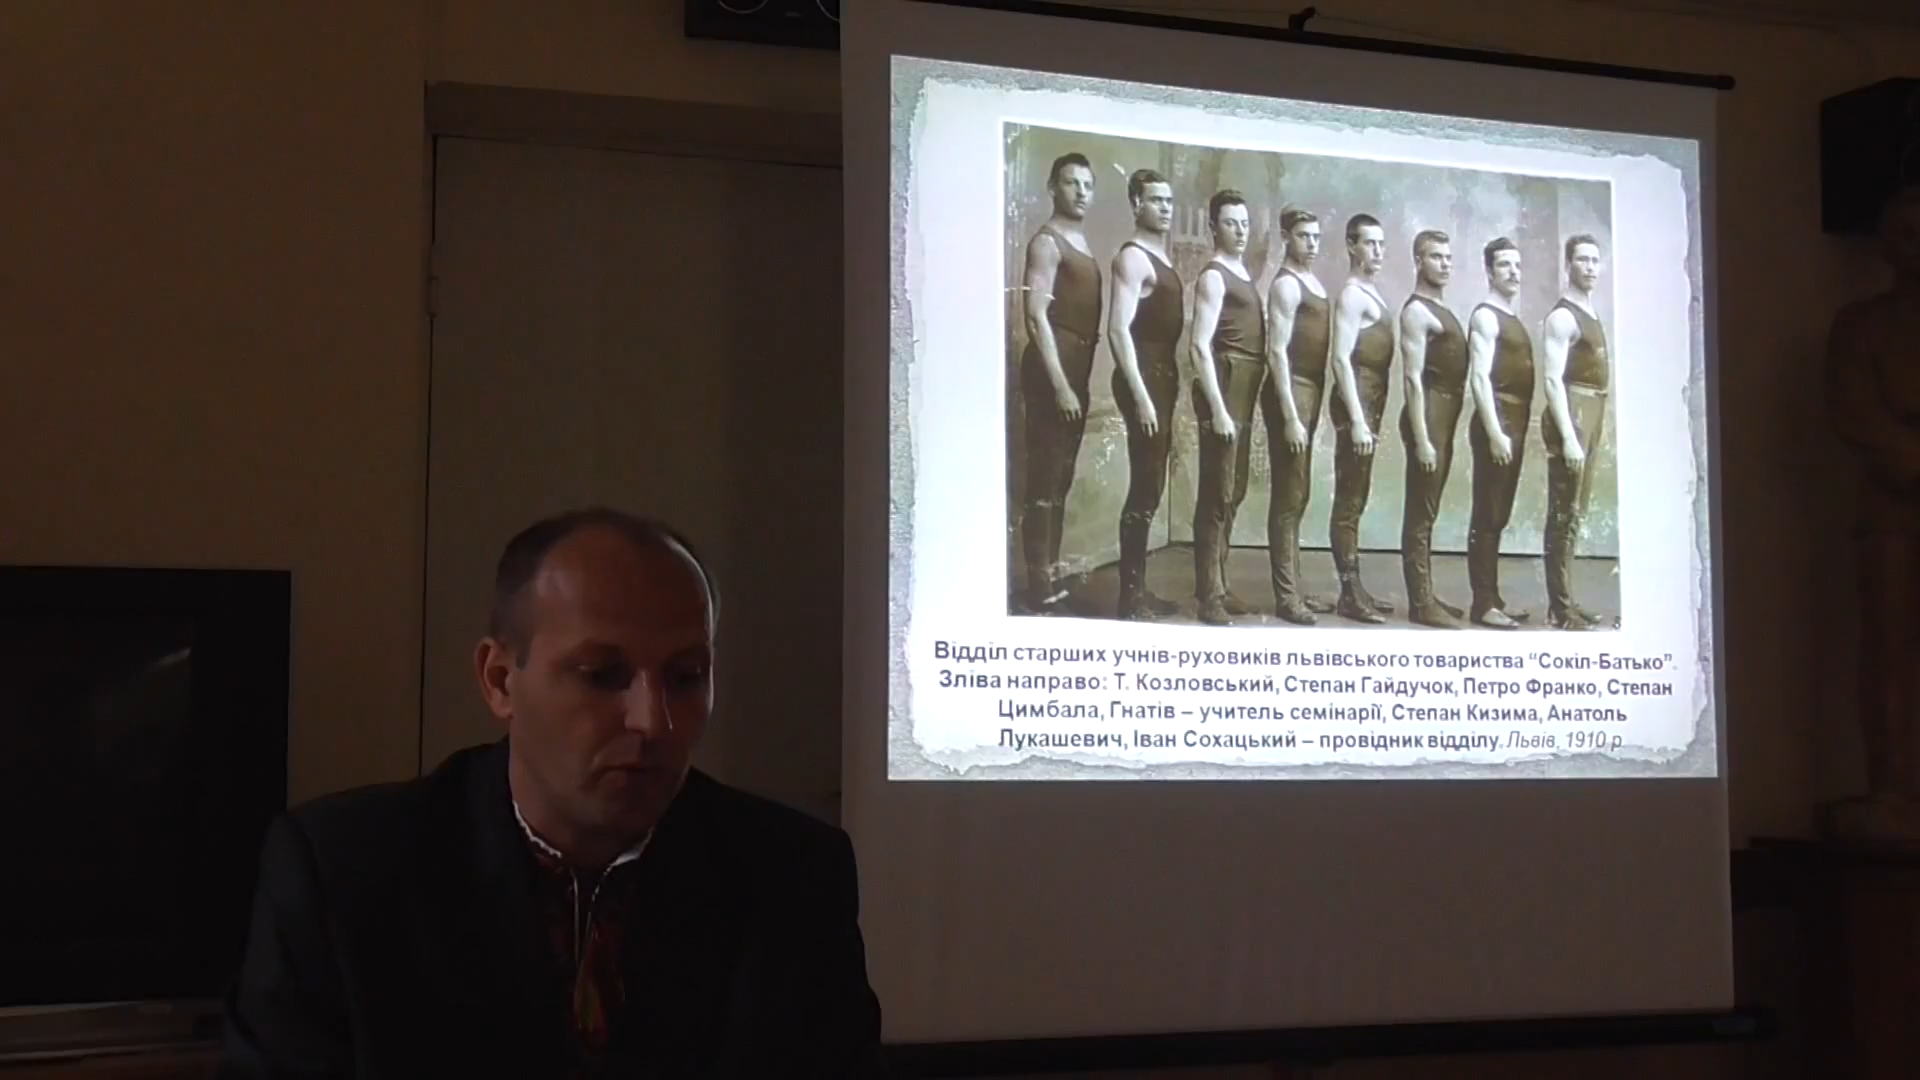 Відділ старших учнів-руховиків львівського товариства “Сокіл-Батько”.
Зліва направо: Т. Козловський, Степан Гайдучок, Петро Франко, Степан
Цимбала, Гнатів – учитель семінарії, Степан Кизима, Анатоль
Лукашевич, Іван Сохацький – провідник відділу. Львів, 1910 р